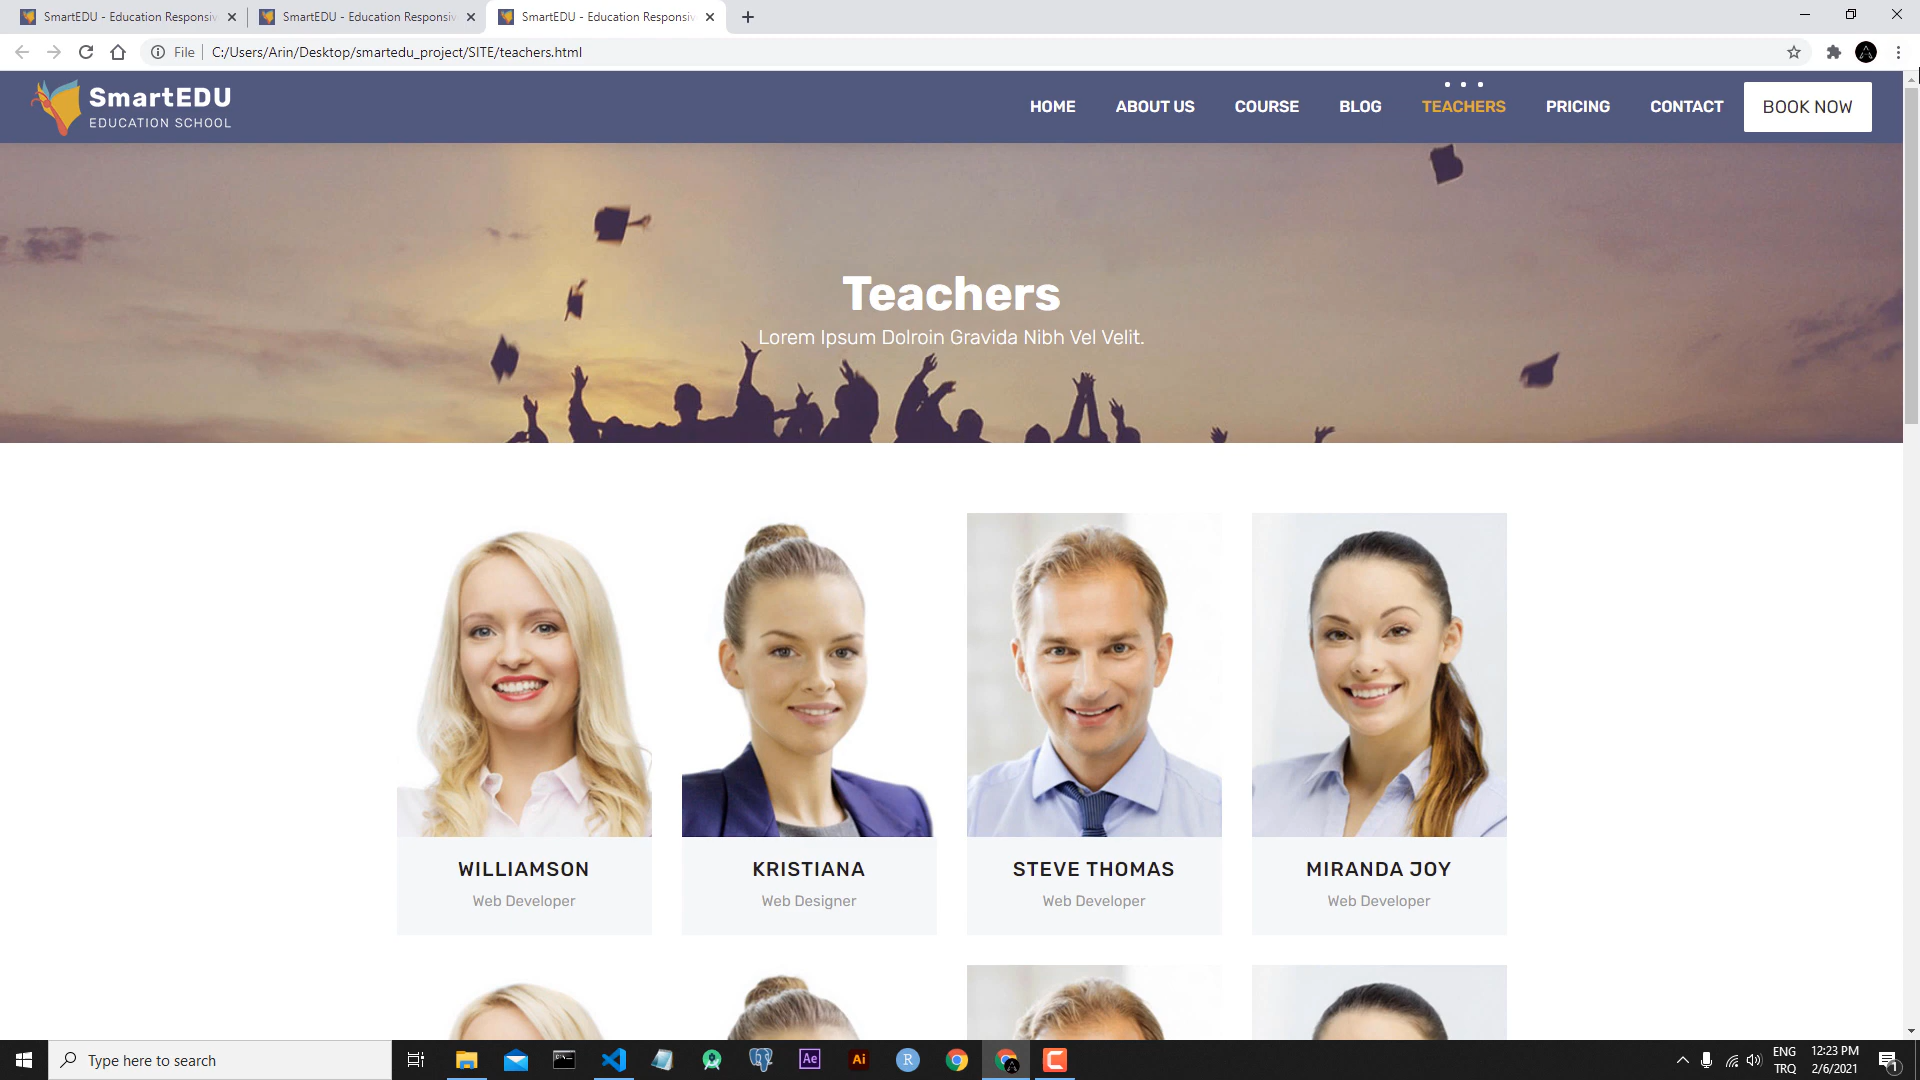 SmartEDU - Education Responsiv
SmartEDU - Education Responsiv
SmartEDU - Education Responsiv
File
C:/Users/Arin/Desktop/smartedu_project/SITE/teachers.html
SmartEDU
EDUCATION SCHOOL
HOME
ABOUT US
COURSE
BLOG
TEACHERS
PRICING
CONTACT
BOOK NOW
Teachers
Lorem Ipsum Dolroin Gravida Nibh Vel Velit.
WILLIAMSON
Web Developer
KRISTIANA
Web Designer
STEVE THOMAS
Web Developer
MIRANDA JOY
Web Developer
Type here to search
Ae
Ai
R
ENG
TRQ
12:23 PM
2/6/2021
1